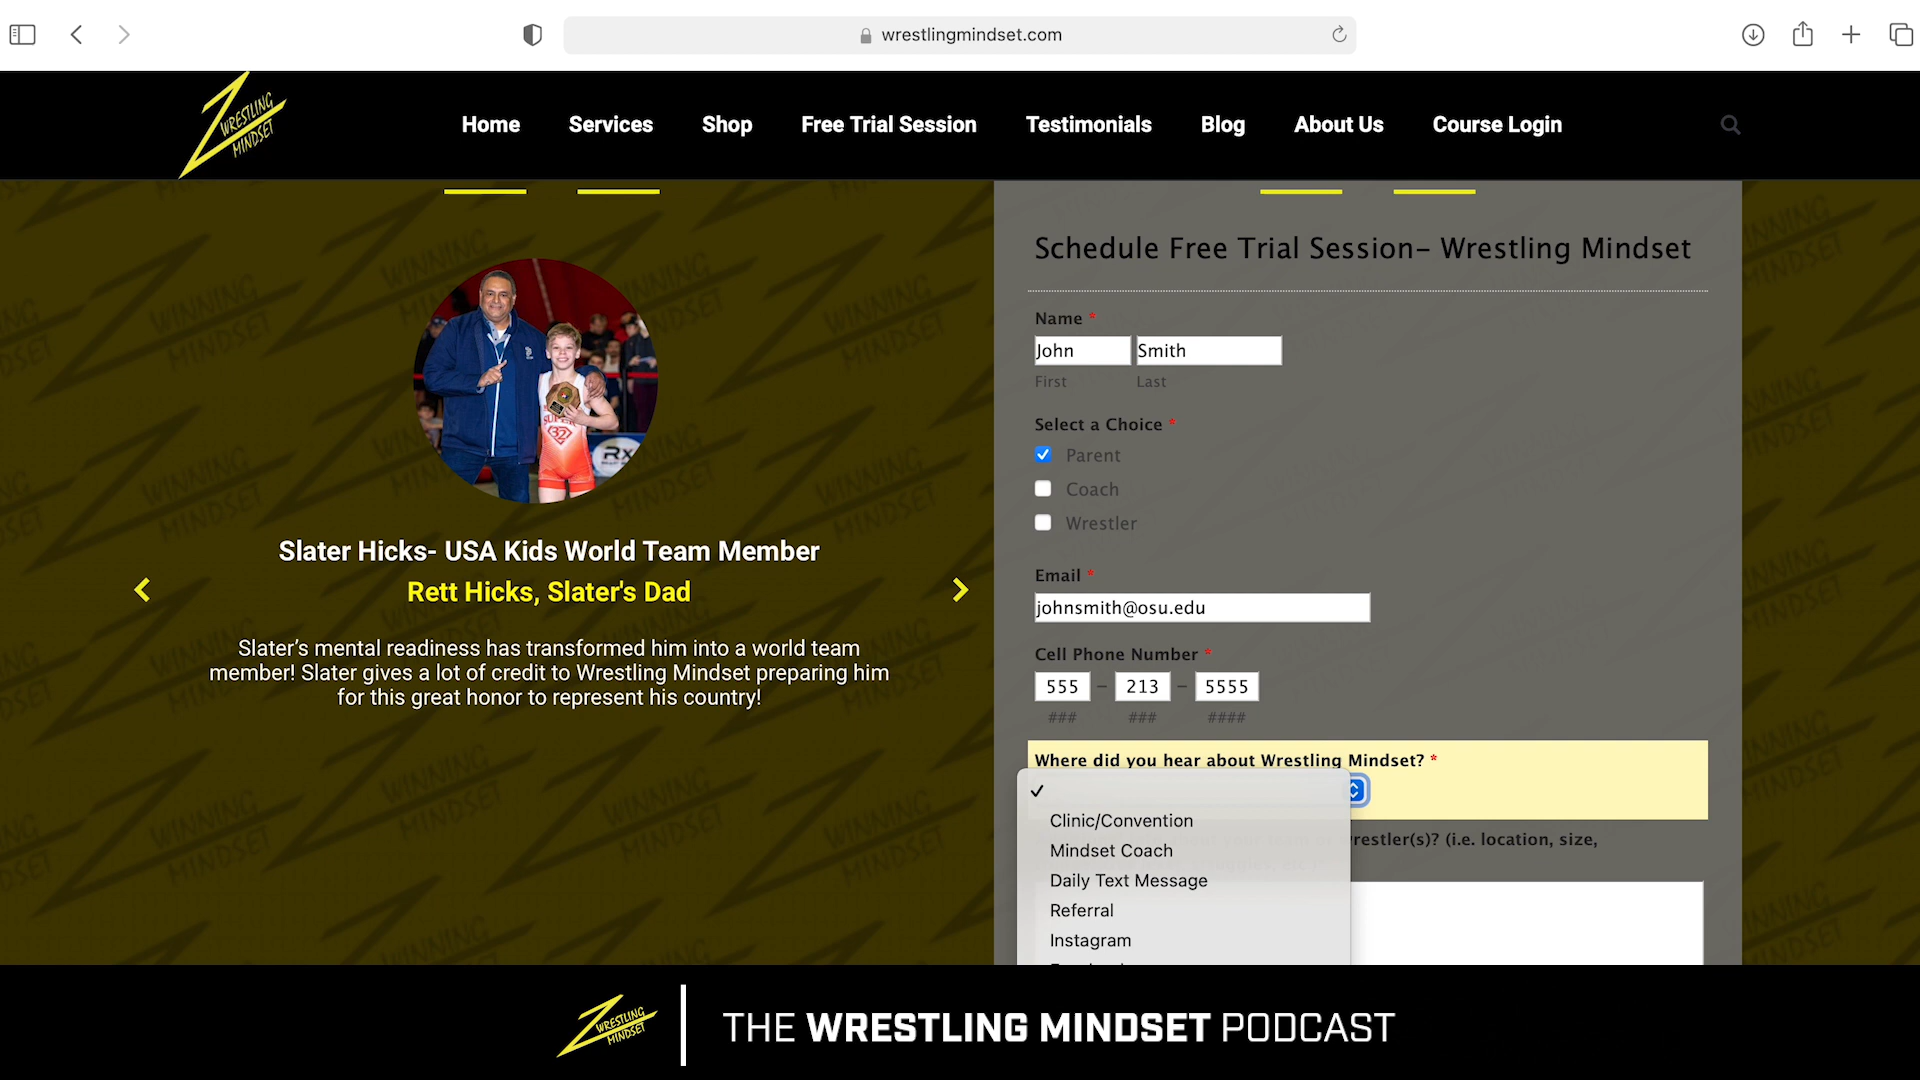 wrestlingmindset.com
WRESTLING
MINDSET
Home
Services
Shop
Free Trial Session
Testimonials
Blog
About Us
Course Login
Slater Hicks- USA Kids World Team Member
Rett Hicks, Slater's Dad
Slater’s mental readiness has transformed him into a world team
member! Slater gives a lot of credit to Wrestling Mindset preparing him
for this great honor to represent his country!
Schedule Free Trial Session– Wrestling Mindset
Name *
John
Smith
First
Last
Select a Choice *
Parent
Coach
Wrestler
Email *
johnsmith@osu.edu
Cell Phone Number *
555 – 213 – 5555
### ### ####
Where did you hear about Wrestling Mindset? *
Clinic/Convention
restler(s)? (i.e. location, size,
Mindset Coach
Daily Text Message
Referral
Instagram
WRESTLING
MINDSET
THE WRESTLING MINDSET PODCAST